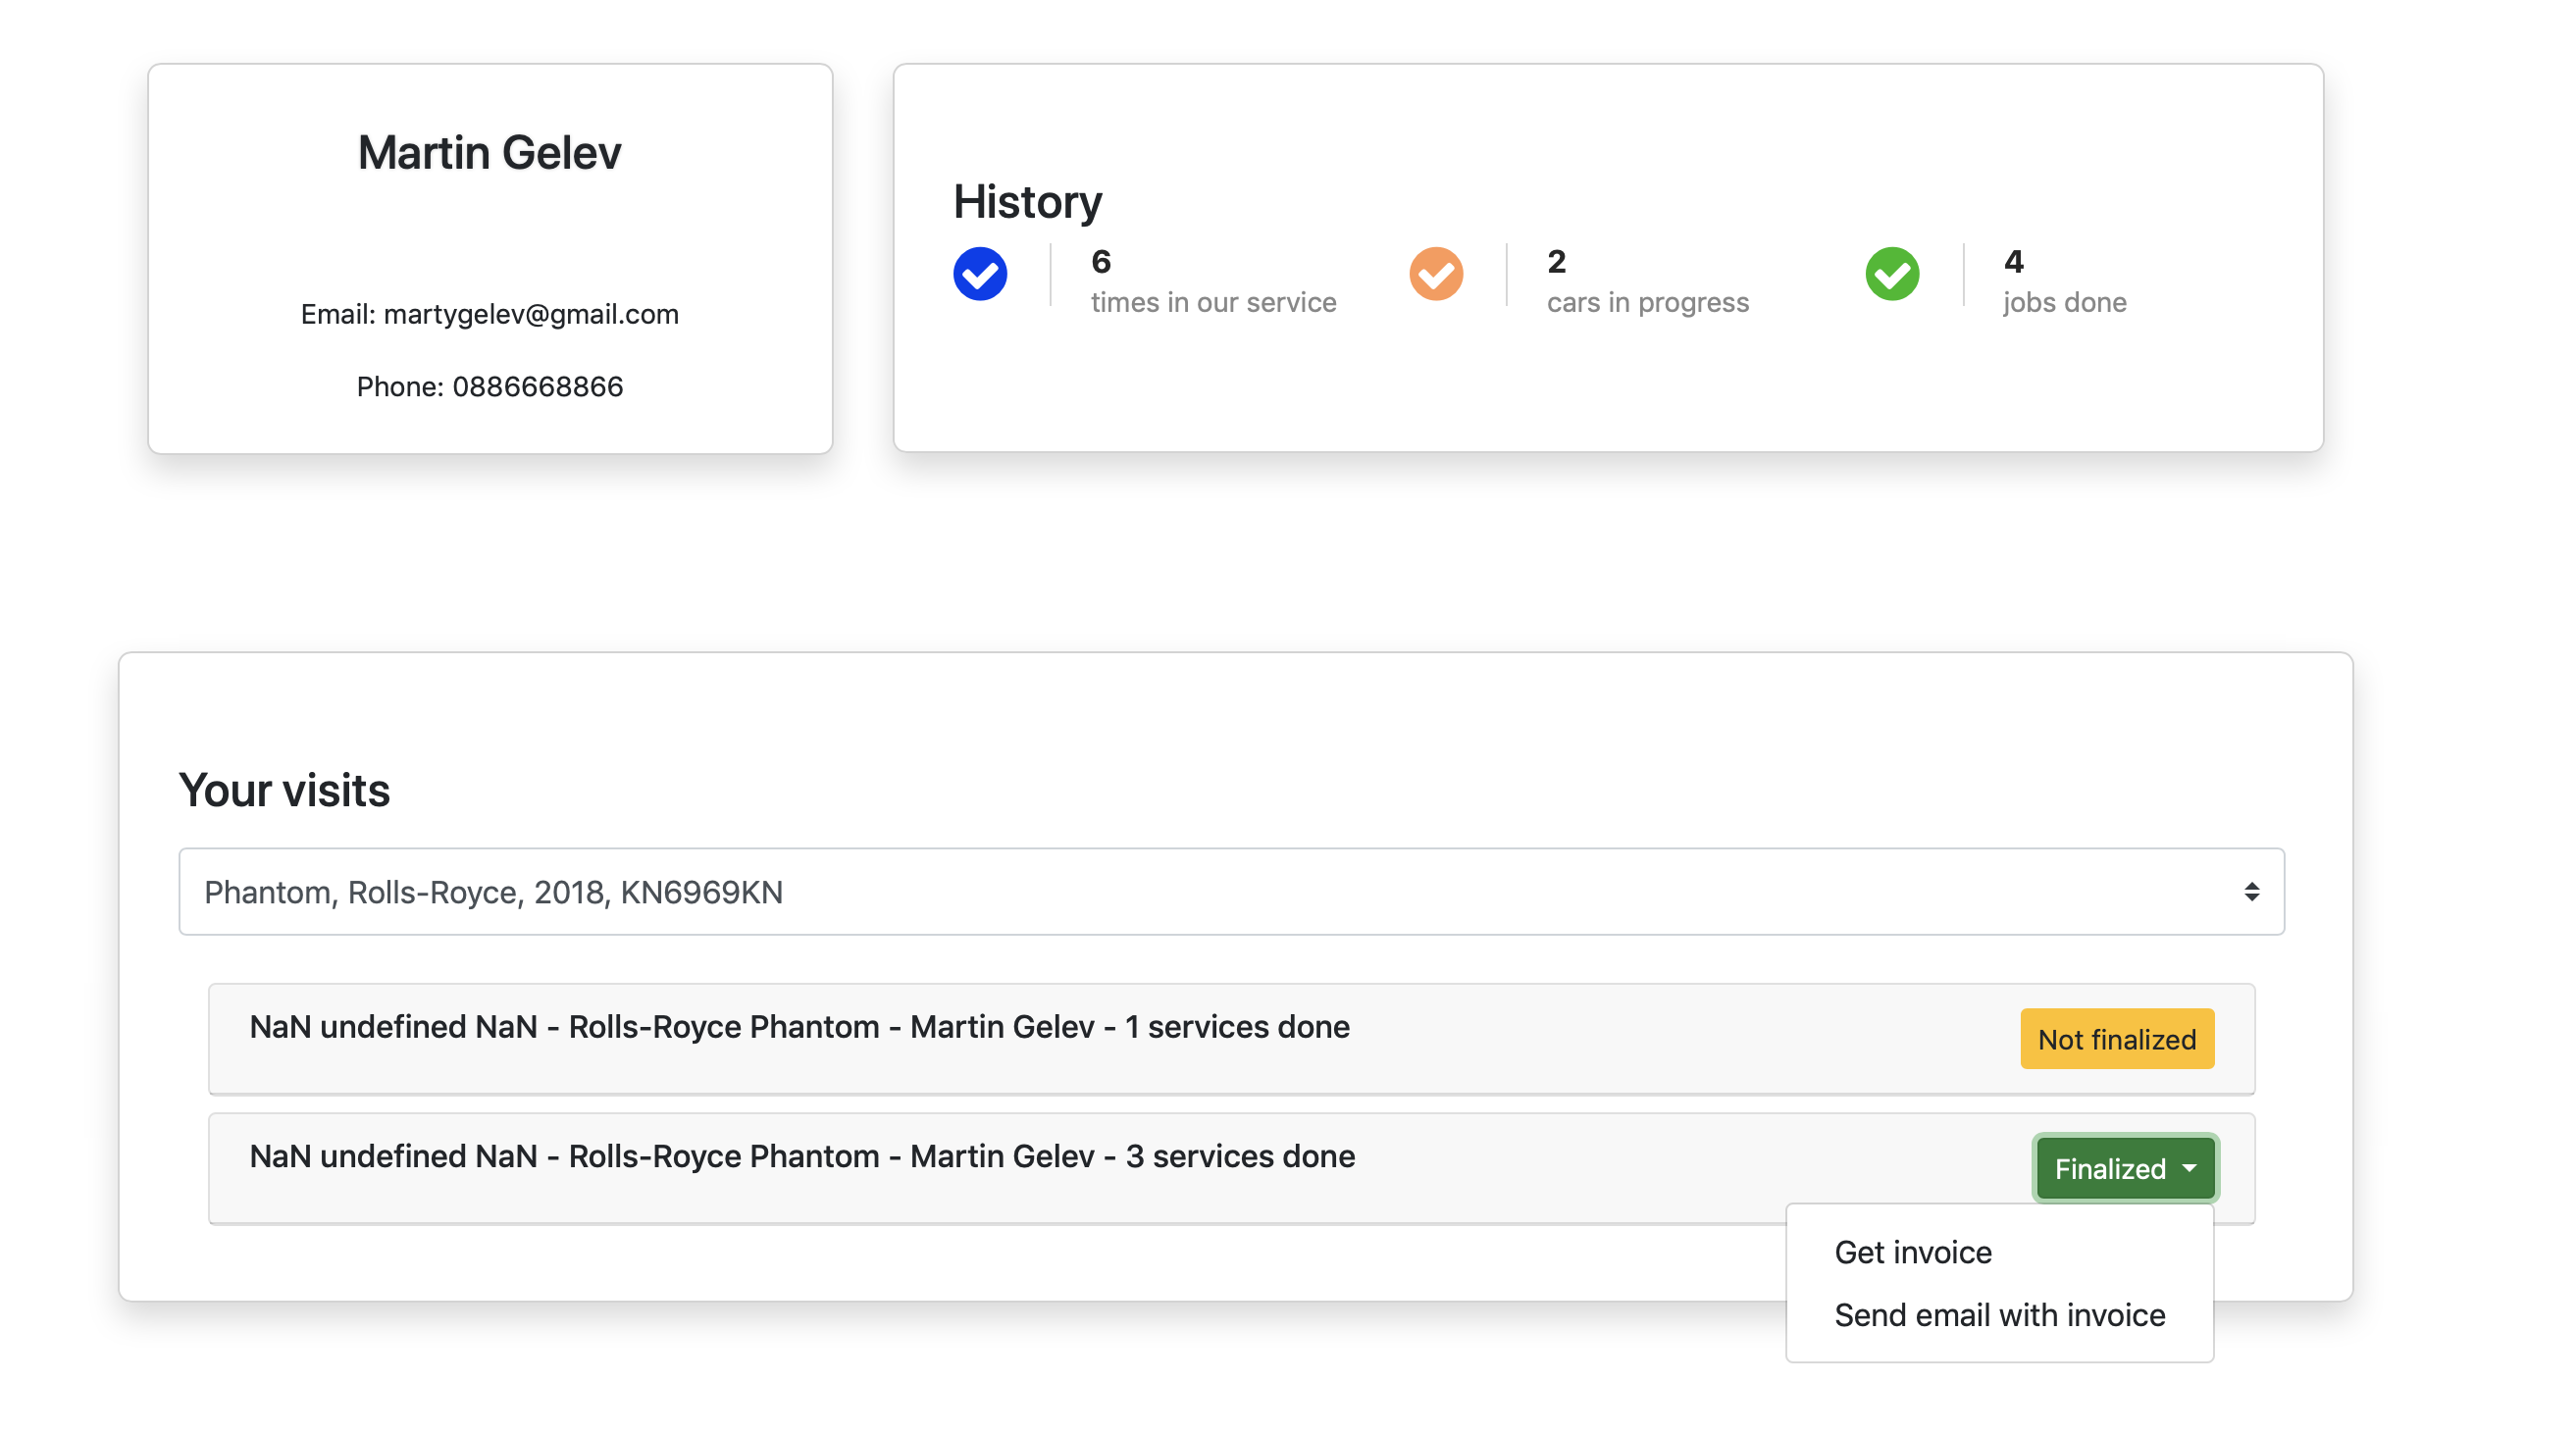 Martin Gelev
Email: martygelev@gmail.com
Phone: 0886668866
History
6
times in our service
2
cars in progress
4
jobs done
Your visits
Phantom, Rolls-Royce, 2018, KN6969KN
NaN undefined NaN - Rolls-Royce Phantom - Martin Gelev - 1 services done
Not finalized
NaN undefined NaN - Rolls-Royce Phantom - Martin Gelev - 3 services done
Finalized
Get invoice
Send email with invoice